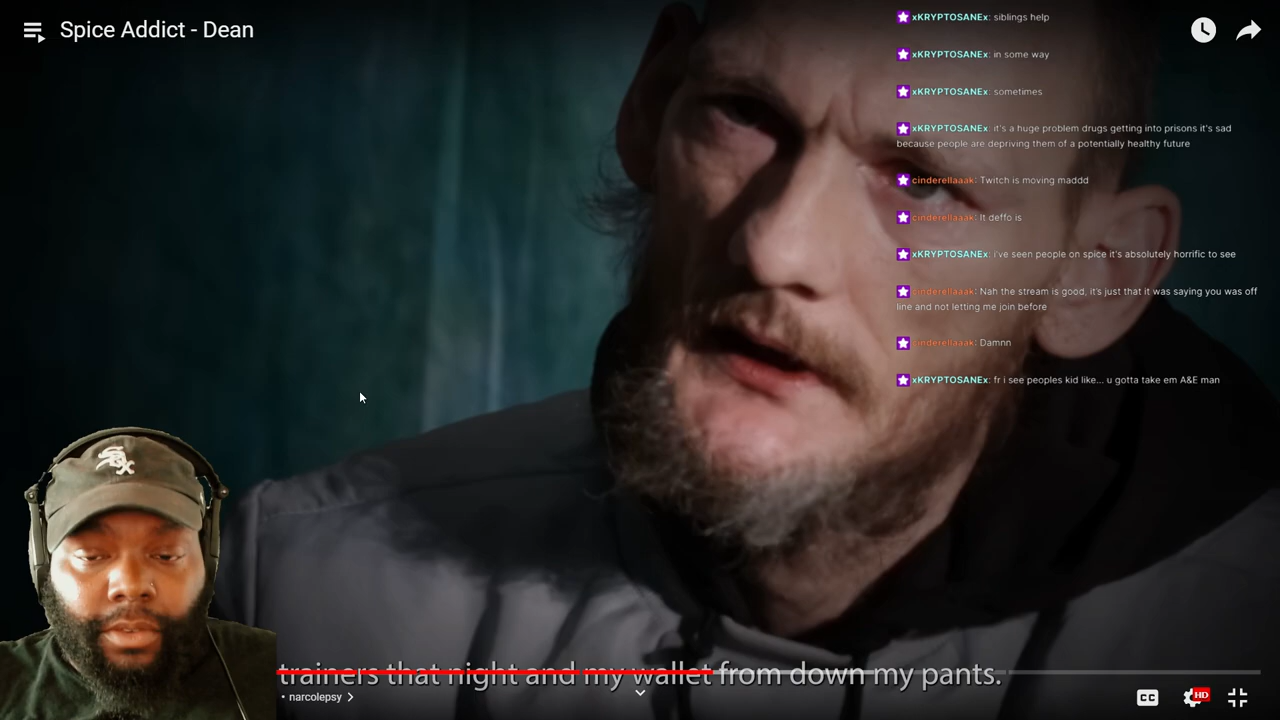 Spice Addict - Dean
xKRYPTOSANEx: siblings help
xKRYPTOSANEx: in some way
xKRYPTOSANEx: sometimes
xKRYPTOSANEx: it's a huge problem drugs getting into prisons it's sad
because people are depriving them of a potentially healthy future
cinderellaaak: Twitch is moving maddd
cinderellaaak: It deffo is
xKRYPTOSANEx: i've seen people on spice it's absolutely horrific to see
cinderellaaak: Nah the stream is good, it's just that it was saying you was off
line and not letting me join before
cinderellaaak: Damnn
xKRYPTOSANEx: fr i see peoples kid like... u gotta take em A&E man
Sox
trainers that night and my wallet from down my pants.
• narcolepsy
CC
HD